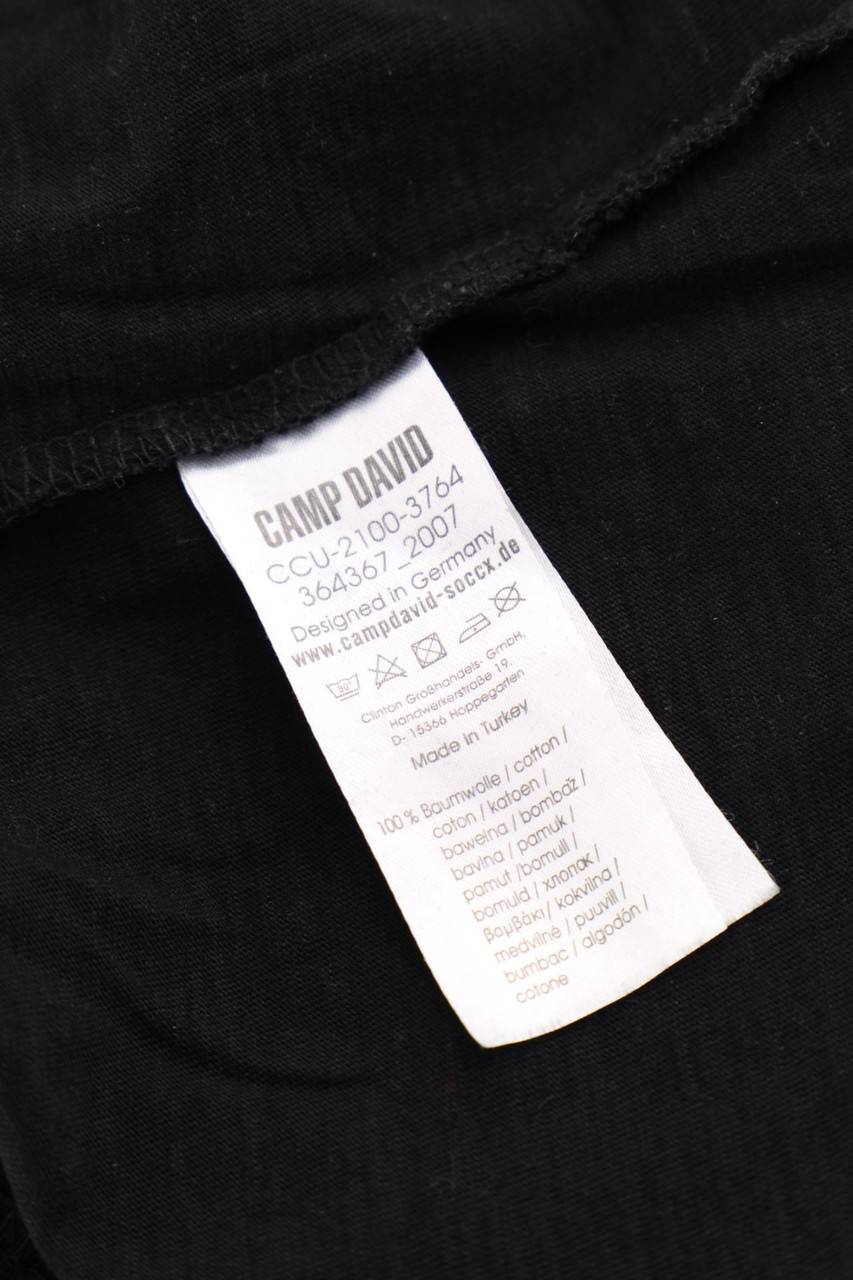 CAMP DAVID
CCU-2100-3764
364367_2007
Designed in Germany
www.campdavid-soccx.de
30°
Clinton Großhandels- GmbH,
Handwerkerstraße 19,
D- 15366 Hoppegarten
Made in Turkey
100 % Baumwolle / cotton /
coton / katoen /
bawełna / bombaž /
bavlna / pamuk /
pamut /bomull /
bomuld / хлопок /
βαμβάκι / kokvilna /
medvilnė / puuvill /
bumbac / algodón /
cotone